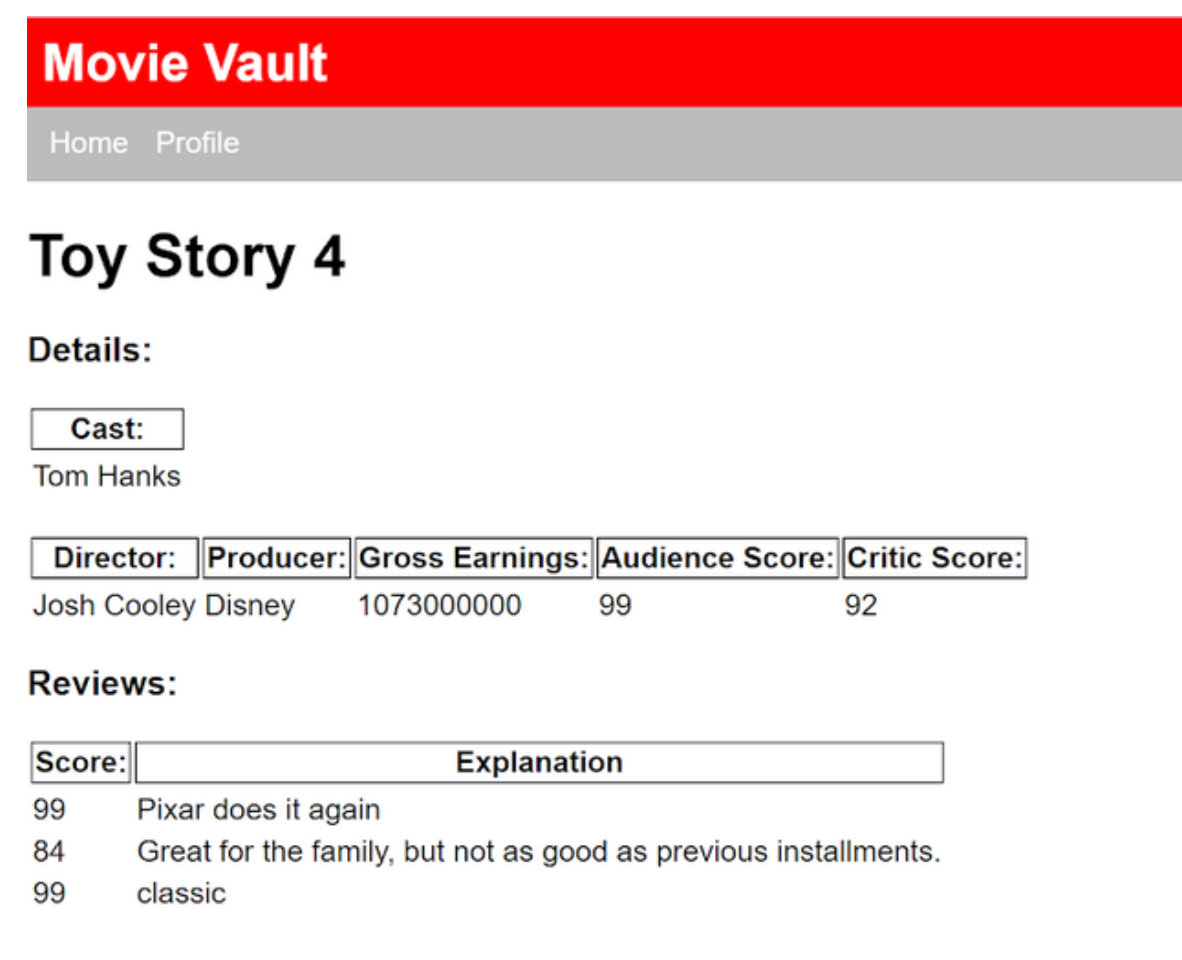 Movie Vault
Home Profile
Toy Story 4
Details:
Cast:
Tom Hanks
Director: Producer: Gross Earnings: Audience Score: Critic Score:
Josh Cooley Disney 1073000000 99 92
Reviews:
Score: Explanation
99 Pixar does it again
84 Great for the family, but not as good as previous installments.
99 classic